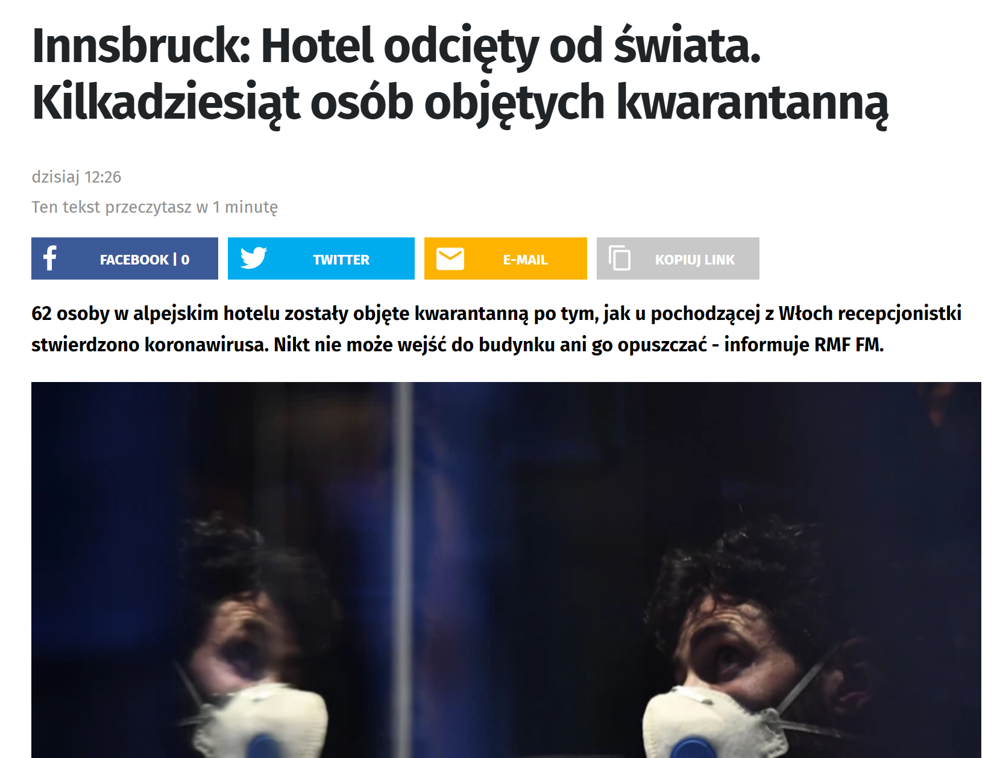 Innsbruck: Hotel odcięty od świata.
Kilkadziesiąt osób objętych kwarantanną
dzisiaj 12:26
Ten tekst przeczytasz w 1 minutę
FACEBOOK | 0 TWITTER E-MAIL KOPIUJ LINK
62 osoby w alpejskim hotelu zostały objęte kwarantanną po tym, jak u pochodzącej z Włoch recepcjonistki
stwierdzono koronawirusa. Nikt nie może wejść do budynku ani go opuszczać - informuje RMF FM.